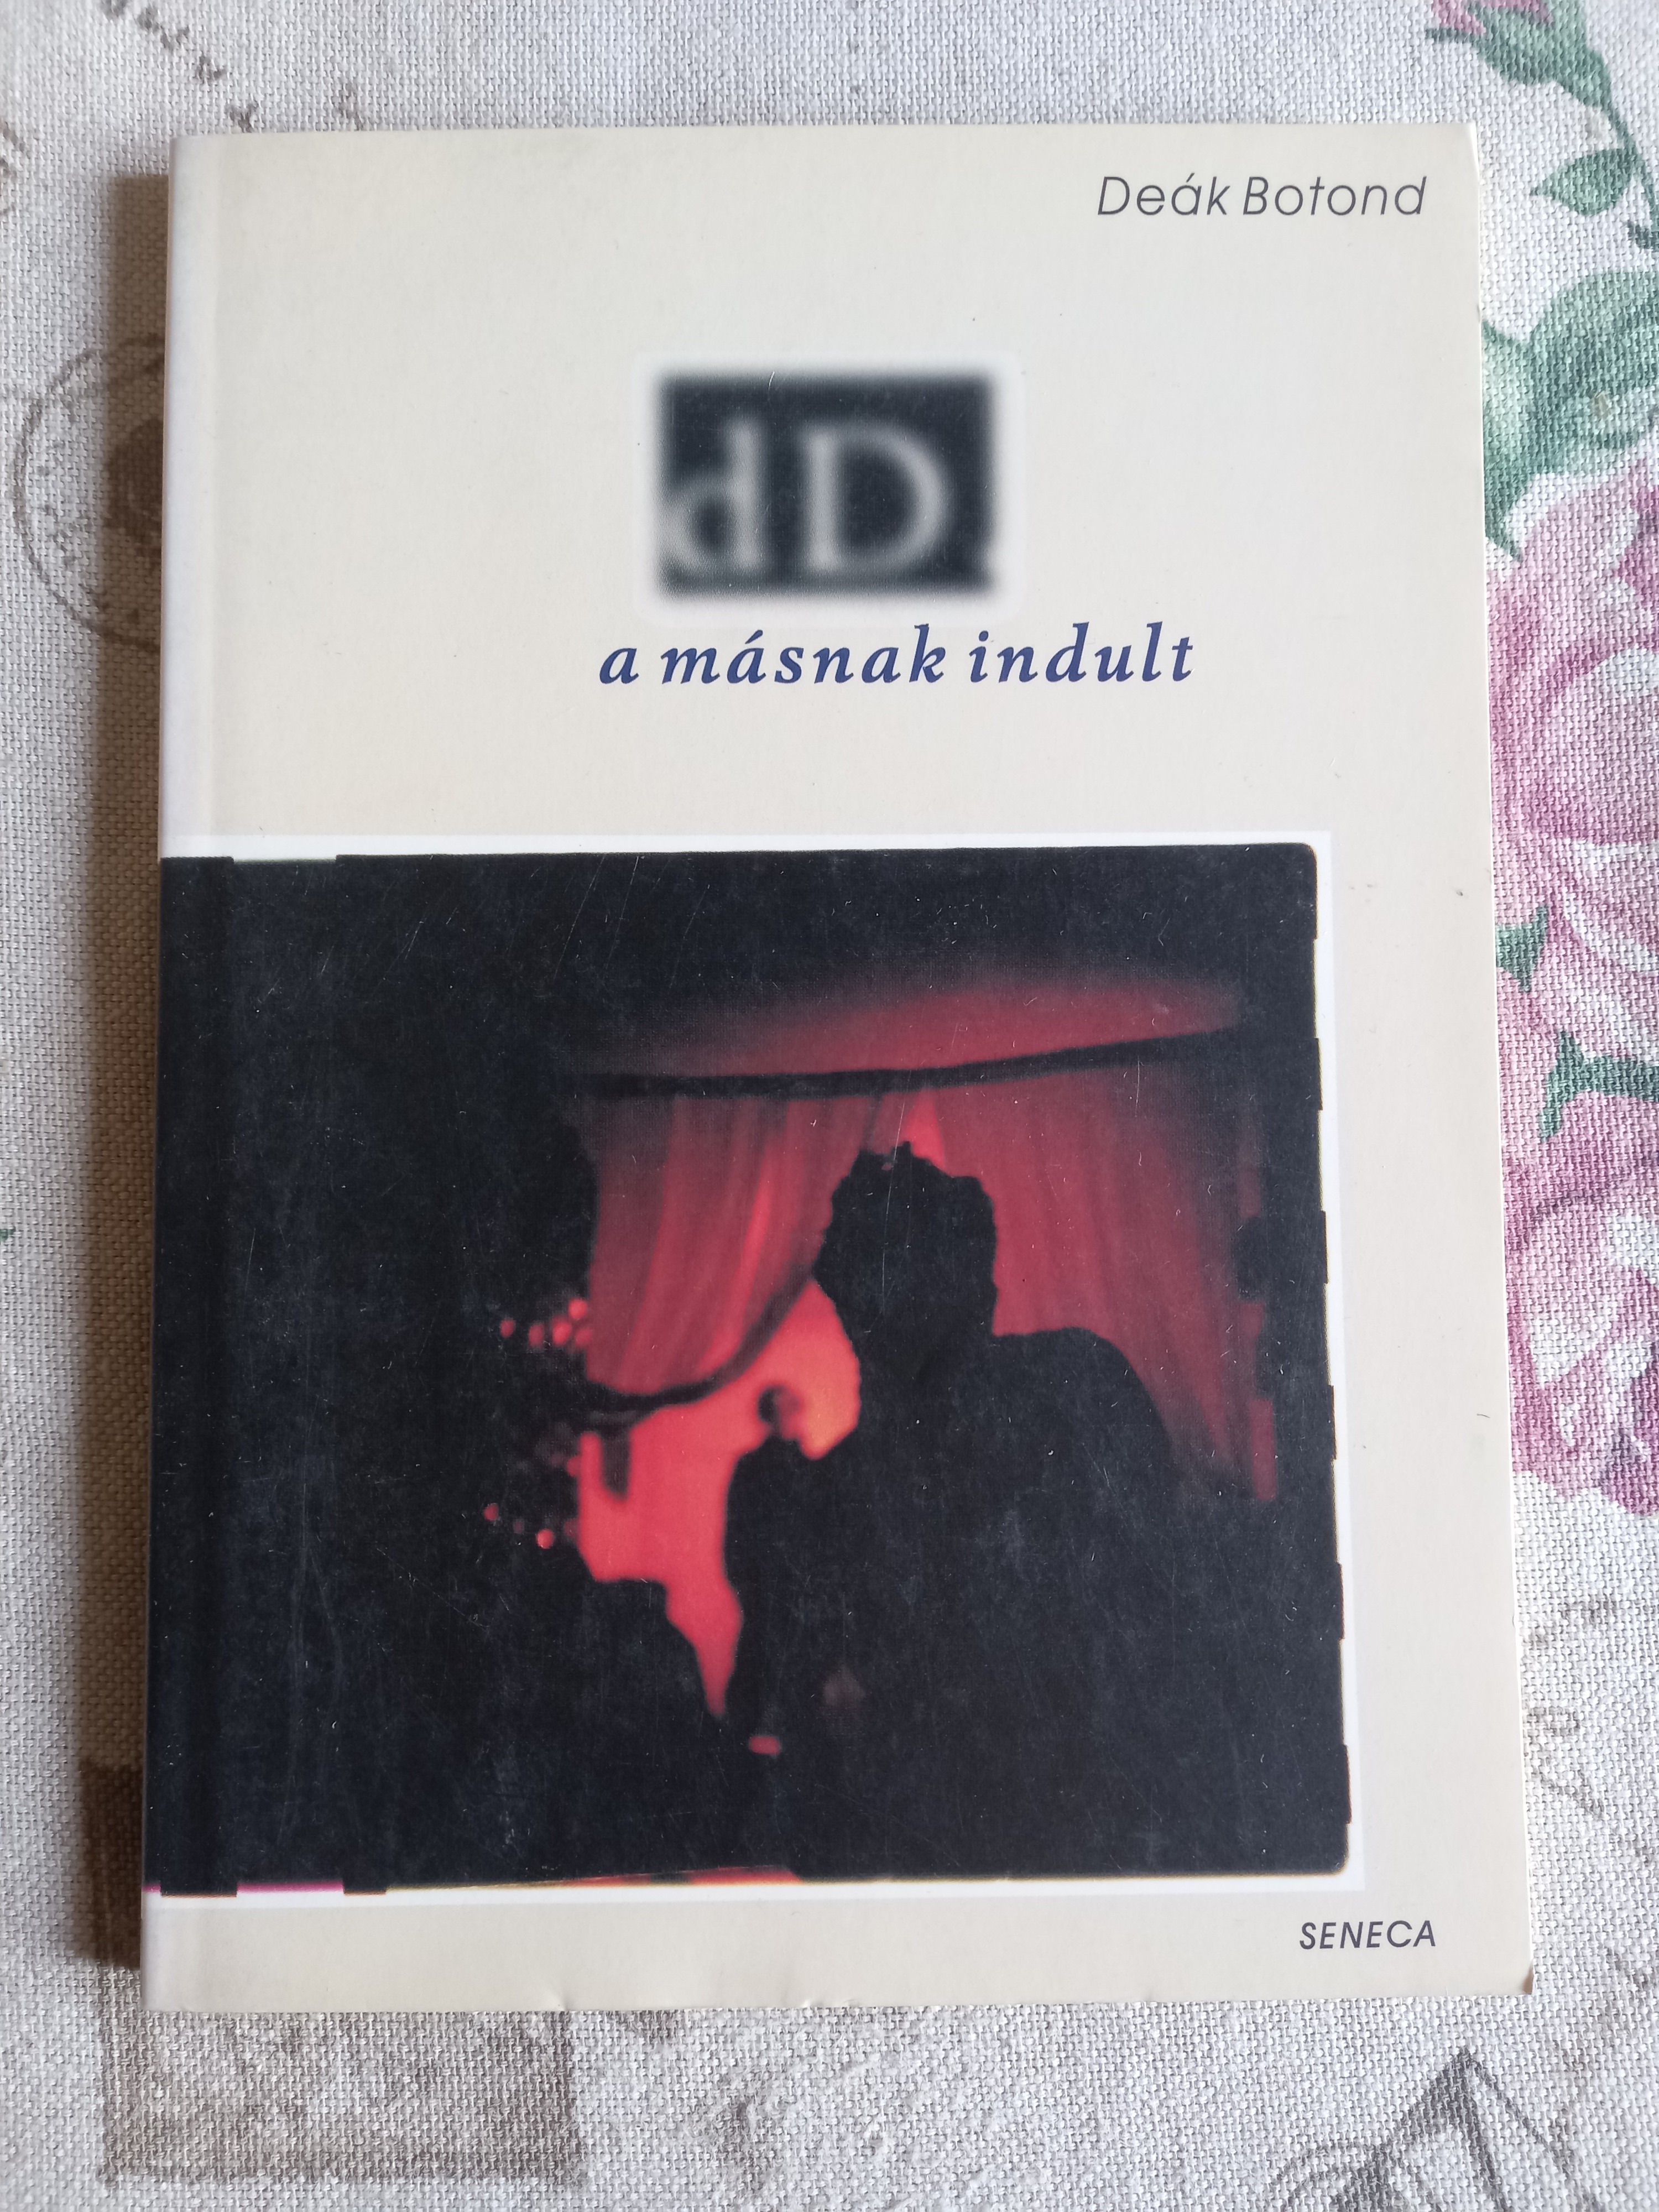 Deák Botond
dD
a másnak indult
SENECA